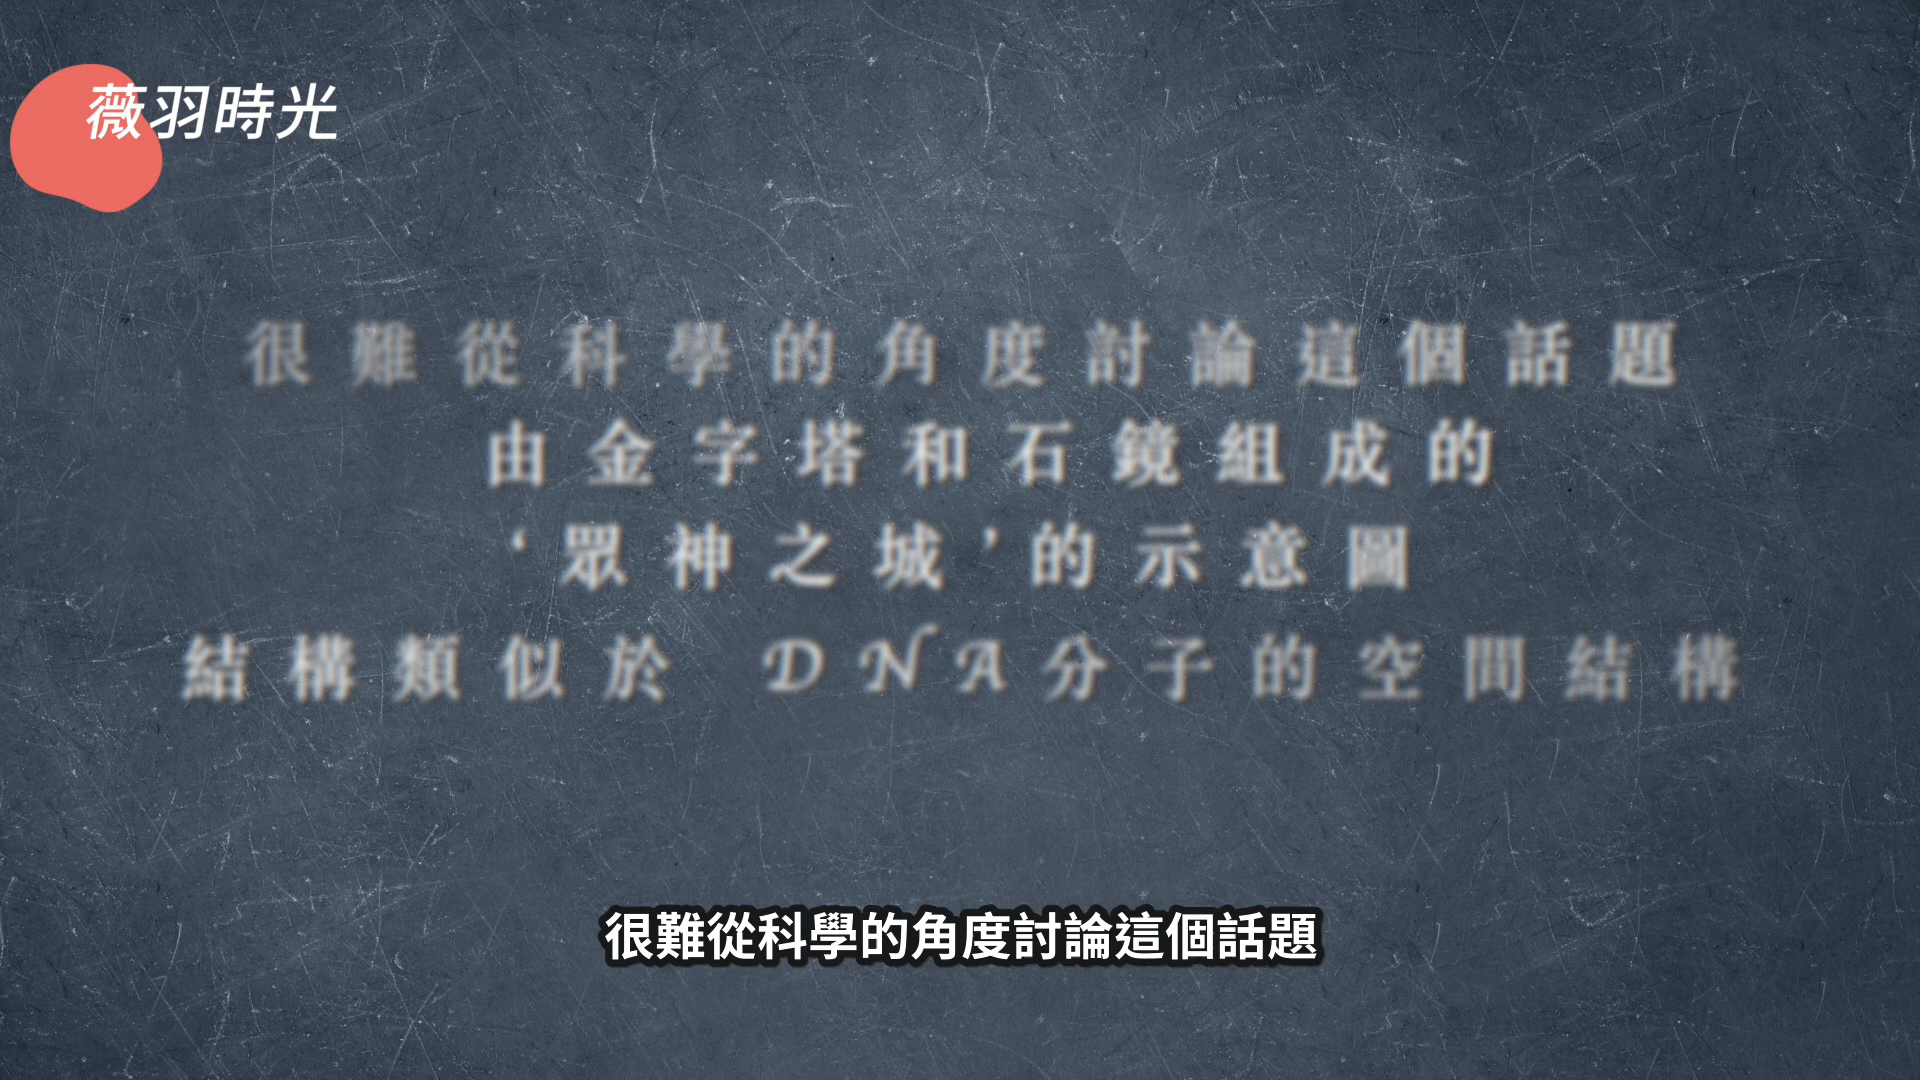 薇羽時光
很難從科學的角度討論這個話題
由金字塔和石鏡組成的
‘眾神之城’的示意圖
結構類似於 DNA分子的空間結構
很難從科學的角度討論這個話題